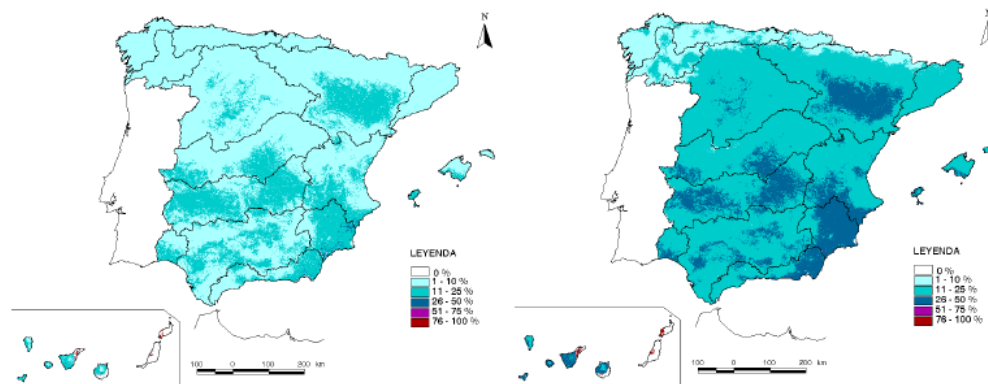 N
LEYENDA
0 %
1 - 10 %
11 - 25 %
26 - 50 %
51 - 75 %
76 - 100 %
100 0 100 200 km
N
LEYENDA
0 %
1 - 10 %
11 - 25 %
26 - 50 %
51 - 75 %
76 - 100 %
100 0 100 200 km